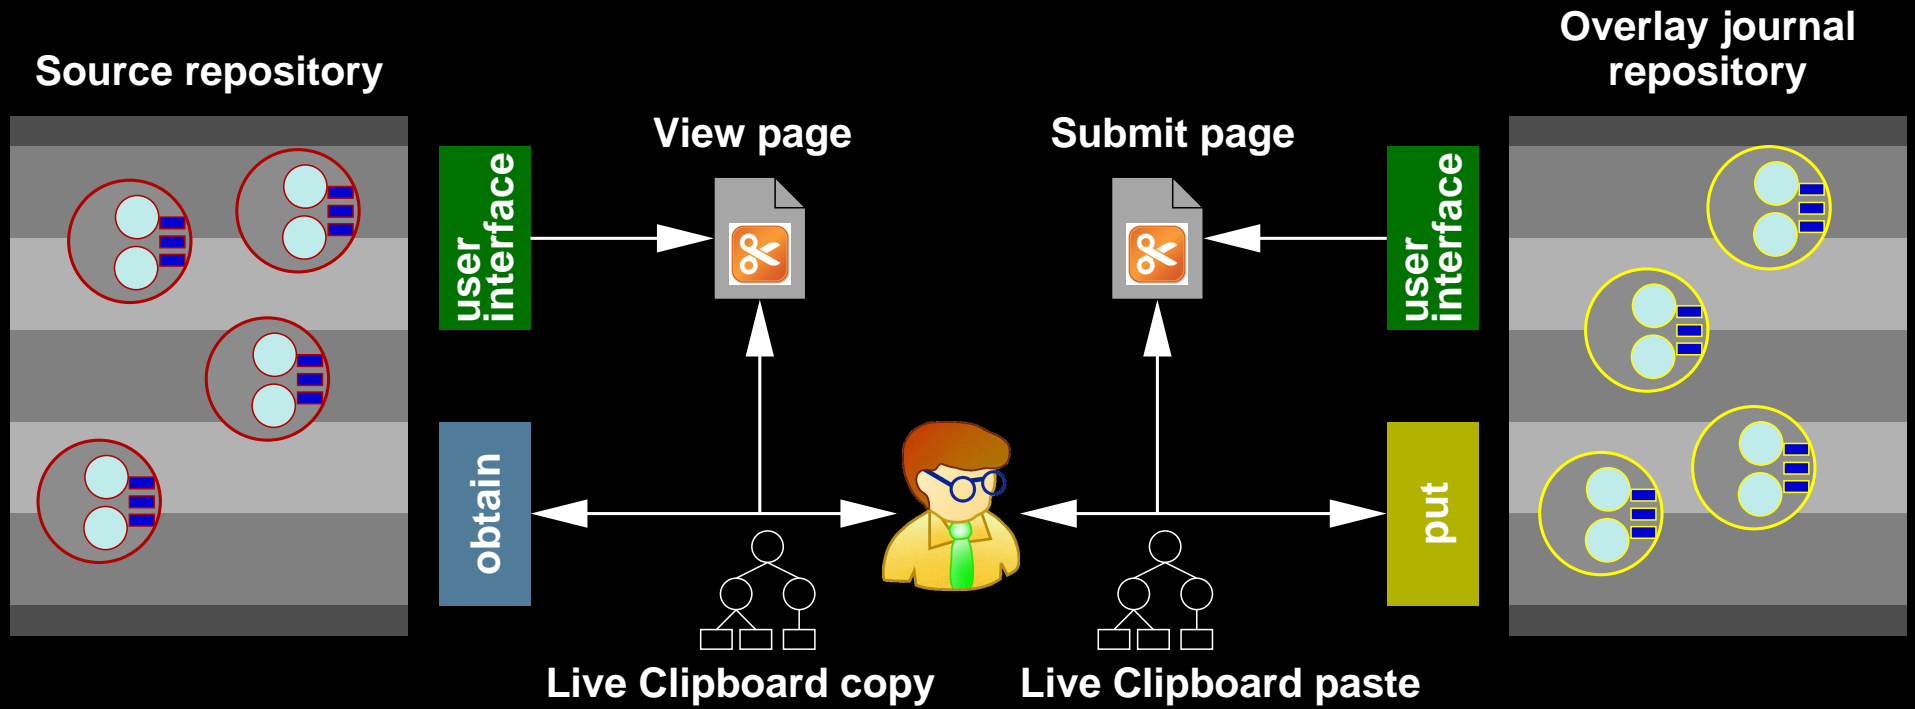 Source repository
Overlay journal
repository
View page
Submit page
user
interface
user
interface
obtain
put
Live Clipboard copy
Live Clipboard paste